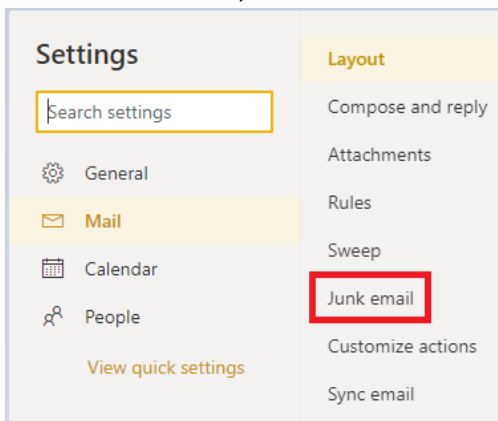 Settings
Search settings
General
Mail
Calendar
People
View quick settings
Layout
Compose and reply
Attachments
Rules
Sweep
Junk email
Customize actions
Sync email